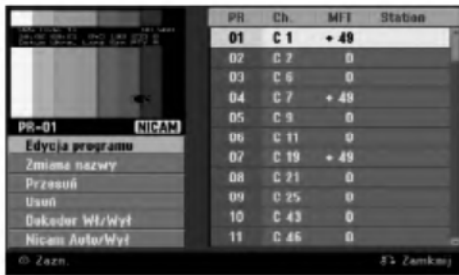 PR. Ch. MFT Station
01 C 1 + 49
02 C 2 0
03 C 6 0
04 C 7 + 49
05 C 9 0
06 C 11 0
07 C 19 + 49
08 C 21 0
09 C 25 0
10 C 43 0
11 C 46 0
PR-01 NICAM
Edycja programu
Zmiana nazwy
Przesuń
Usuń
Dekoder Wł/Wył
Nicam Auto/Wył
Zazn.
Zamknij